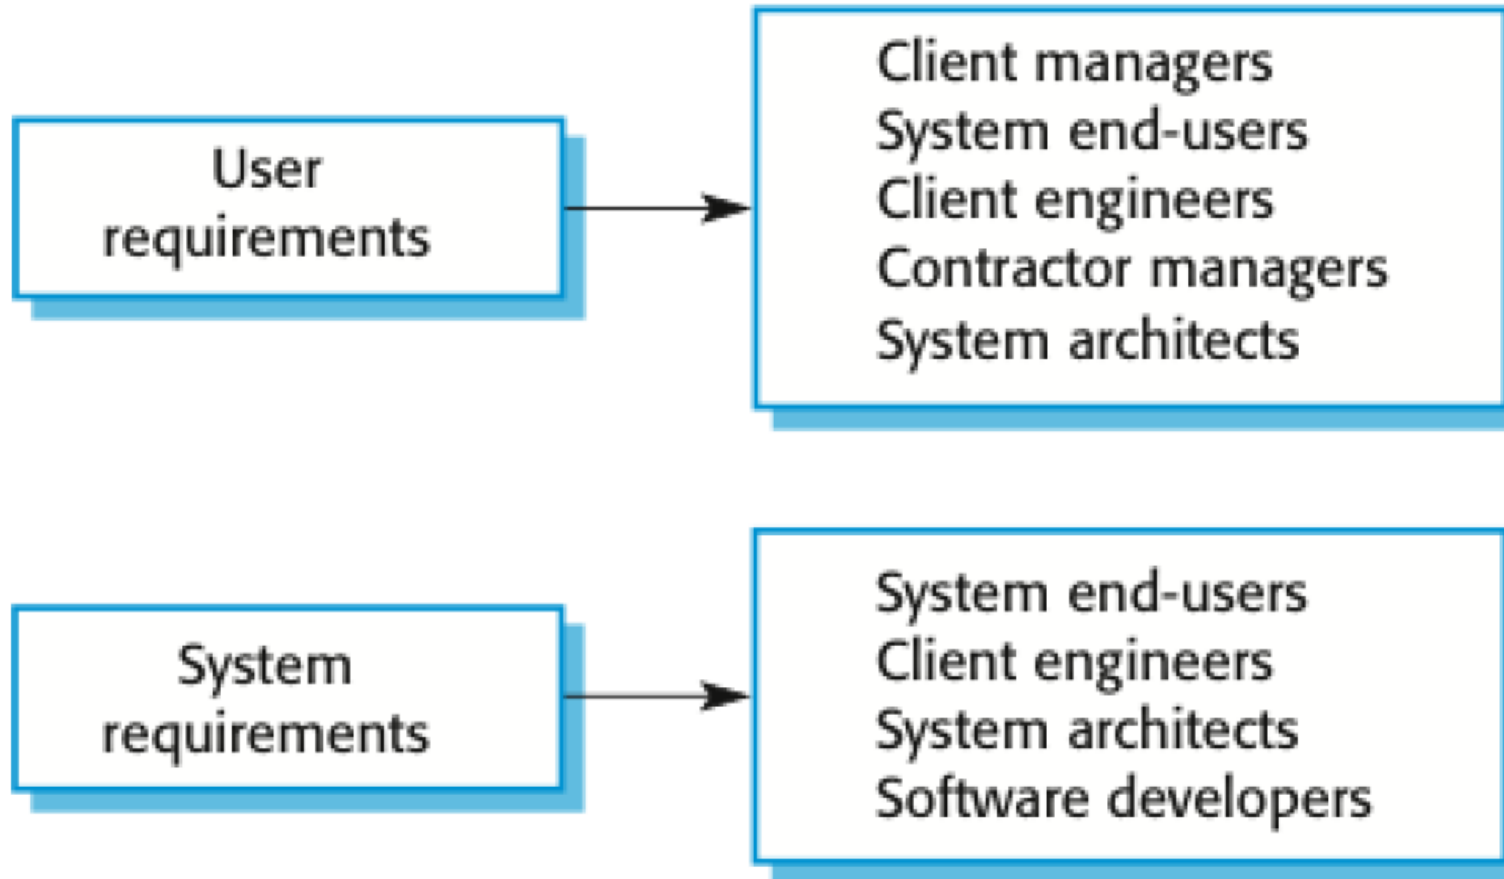 User
requirements
Client managers
System end-users
Client engineers
Contractor managers
System architects
System
requirements
System end-users
Client engineers
System architects
Software developers